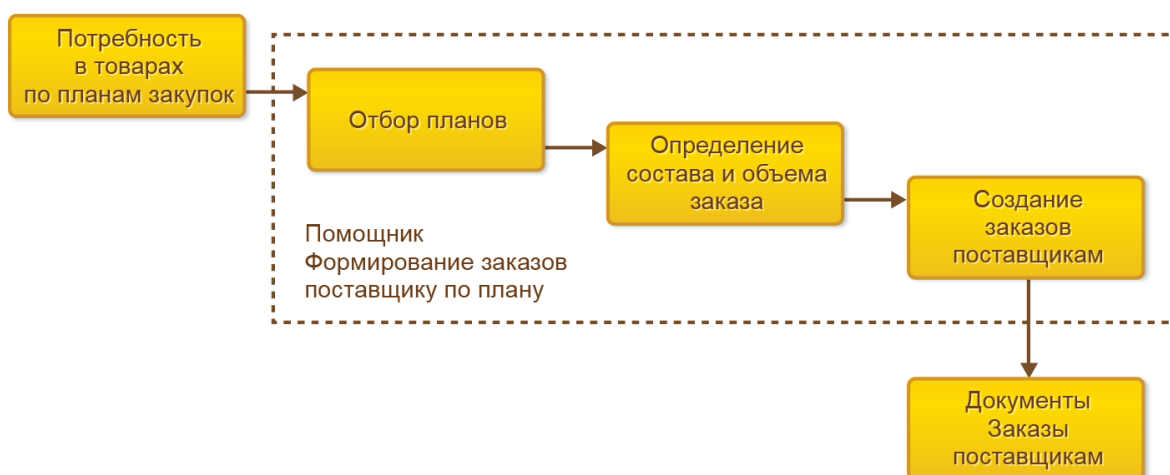 Потребность
в товарах
по планам закупок
Отбор планов
Определение
состава и объема
заказа
Создание
заказов
поставщикам
Помощник
Формирование заказов
поставщику по плану
Документы
Заказы
поставщикам